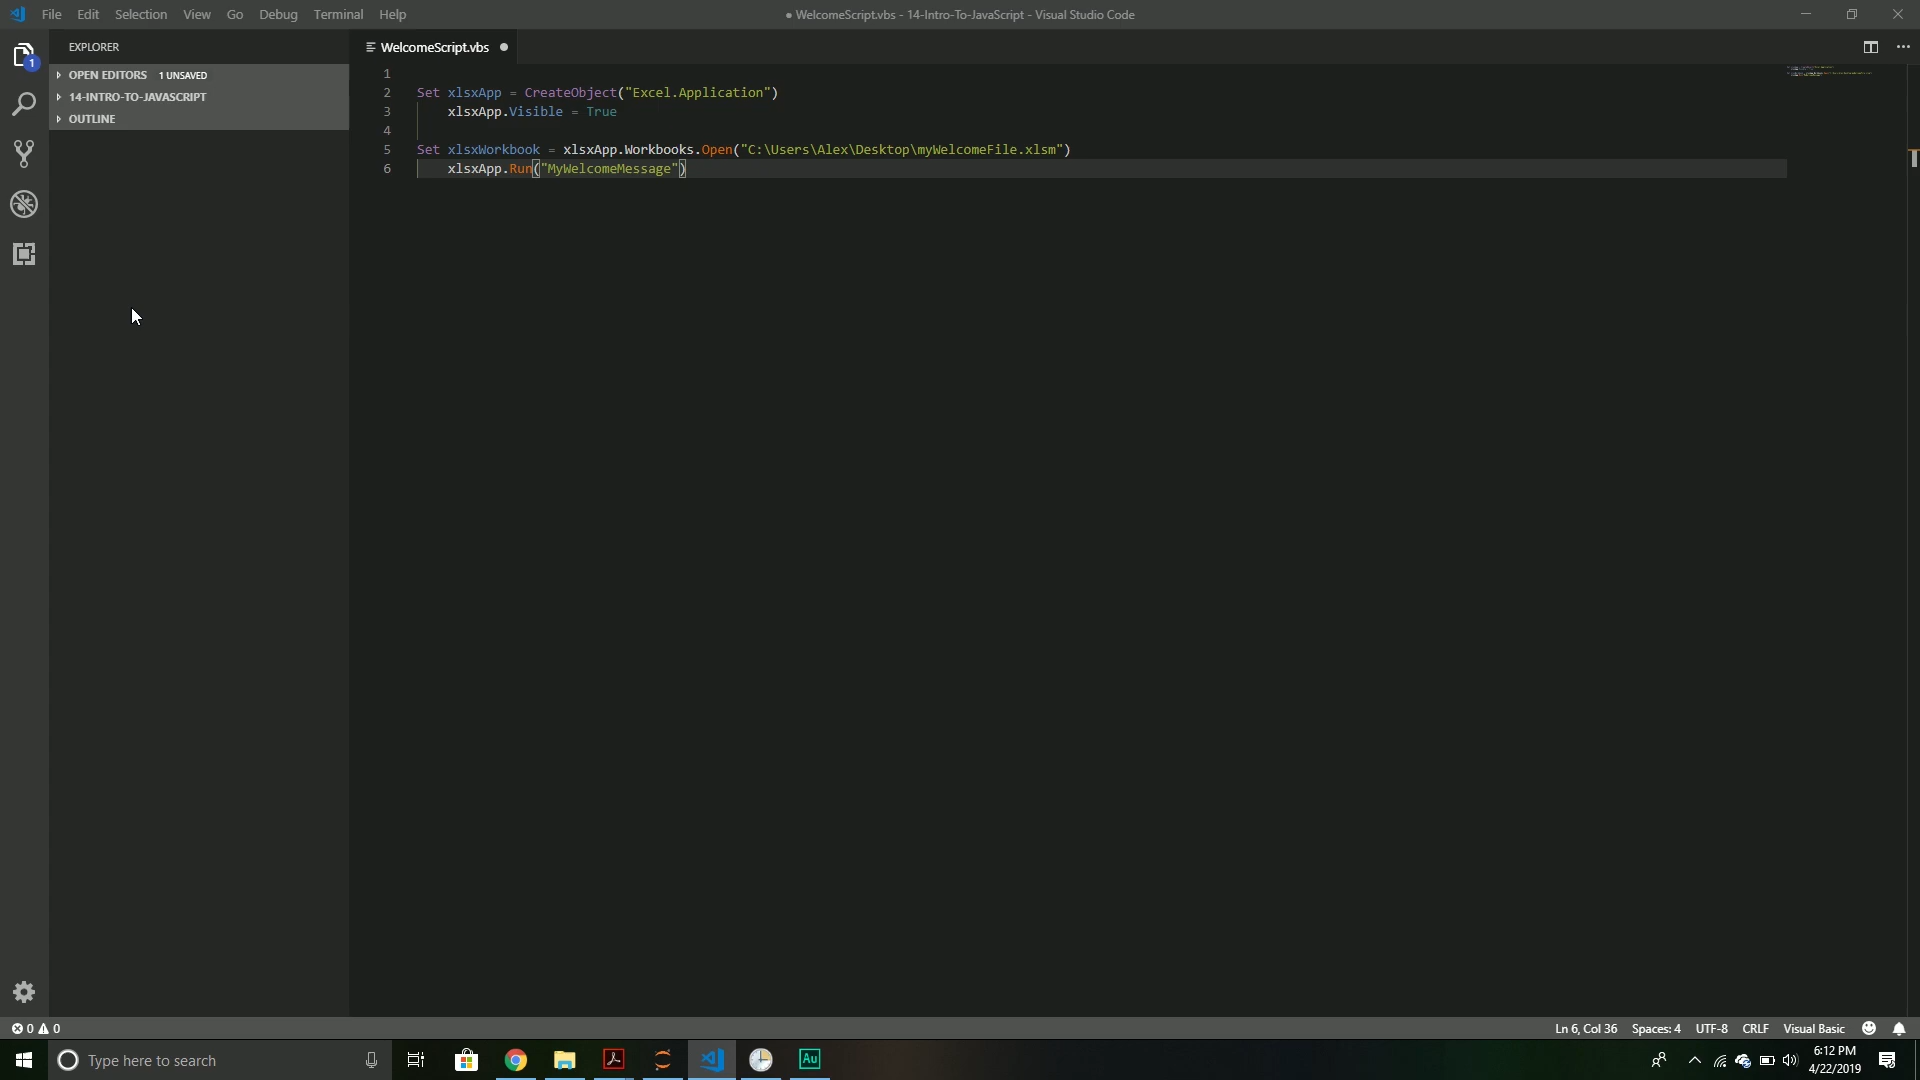 File Edit Selection View Go Debug Terminal Help
● WelcomeScript.vbs - 14-Intro-To-JavaScript - Visual Studio Code
EXPLORER
WelcomeScript.vbs
1
OPEN EDITORS 1 UNSAVED
14-INTRO-TO-JAVASCRIPT
OUTLINE
1
2 Set xlsxApp = CreateObject("Excel.Application")
3 xlsxApp.Visible = True
4
5 Set xlsxWorkbook = xlsxApp.Workbooks.Open("C:\Users\Alex\Desktop\myWelcomeFile.xlsm")
6 xlsxApp.Run("MyWelcomeMessage")
0 0
Ln 6, Col 36 Spaces: 4 UTF-8 CRLF Visual Basic
Type here to search
Au
6:12 PM
4/22/2019